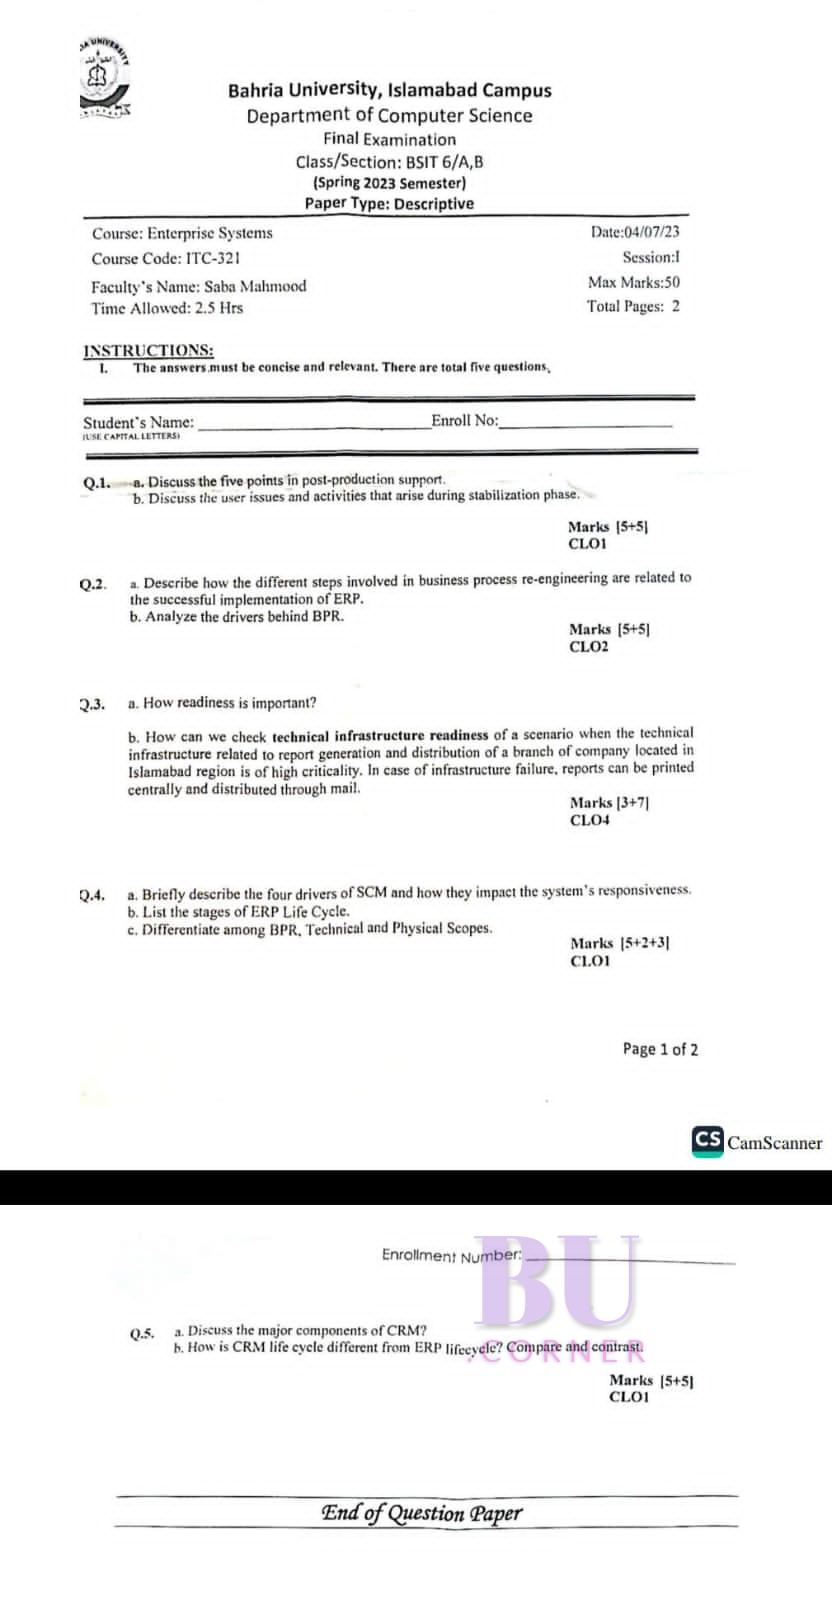 Bahria University, Islamabad Campus
Department of Computer Science
Final Examination
Class/Section: BSIT 6/A,B
(Spring 2023 Semester)
Paper Type: Descriptive
Course: Enterprise Systems
Date:04/07/23
Course Code: ITC-321
Session:I
Faculty's Name: Saba Mahmood
Max Marks:50
Time Allowed: 2.5 Hrs
Total Pages: 2
INSTRUCTIONS:
I. The answers must be concise and relevant. There are total five questions.
Student's Name: Enroll No:
(USE CAPITAL LETTERS)
Q.1. a. Discuss the five points in post-production support.
b. Discuss the user issues and activities that arise during stabilization phase.
Marks [5+5]
CLO1
Q.2. a. Describe how the different steps involved in business process re-engineering are related to
the successful implementation of ERP.
b. Analyze the drivers behind BPR.
Marks [5+5]
CLO2
Q.3. a. How readiness is important?
b. How can we check technical infrastructure readiness of a scenario when the technical
infrastructure related to report generation and distribution of a branch of company located in
Islamabad region is of high criticality. In case of infrastructure failure, reports can be printed
centrally and distributed through mail.
Marks [3+7]
CLO4
Q.4. a. Briefly describe the four drivers of SCM and how they impact the system's responsiveness.
b. List the stages of ERP Life Cycle.
c. Differentiate among BPR, Technical and Physical Scopes.
Marks [5+2+3]
CLO1
Page 1 of 2
CS CamScanner
Enrollment Number:
BU
.CORNER
Q.5. a. Discuss the major components of CRM?
b. How is CRM life cycle different from ERP lifecycle? Compare and contrast.
Marks [5+5]
CLO1
End of Question Paper